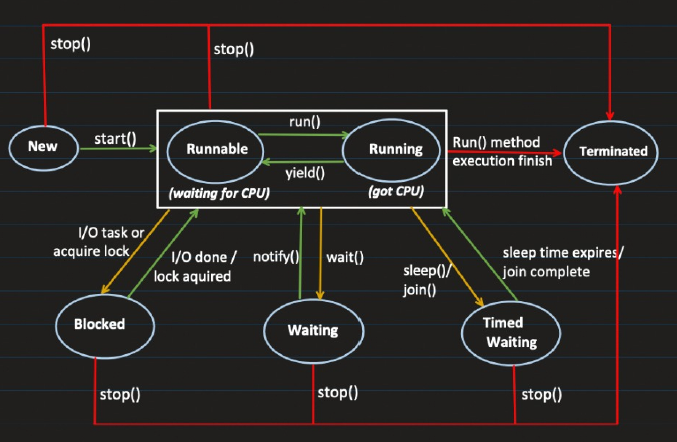 stop()
stop()
New
start()
Runnable
run()
yield()
Running
(waiting for CPU)
(got CPU)
Run() method
execution finish
Terminated
I/O task or
acquire lock
I/O done /
lock aquired
notify()
wait()
sleep()/
join()
sleep time expires/
join complete
Blocked
Waiting
Timed
Waiting
stop()
stop()
stop()